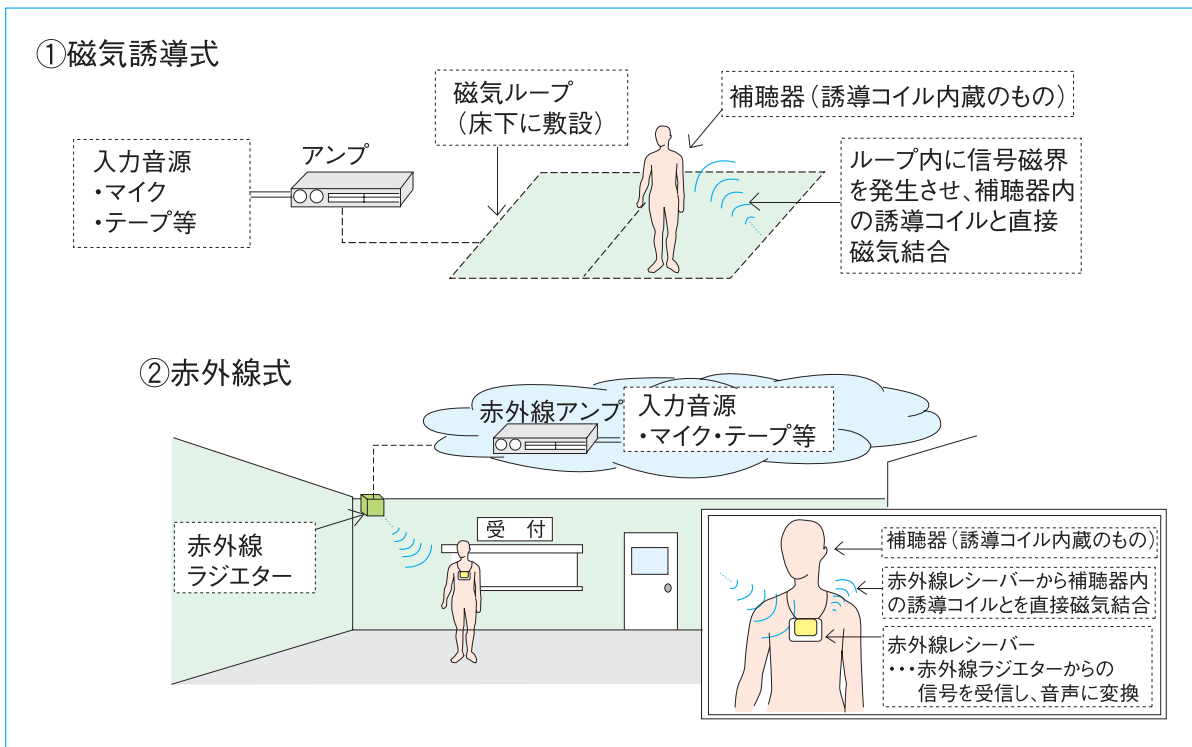 ①磁気誘導式
入力音源
・マイク
・テープ等
アンプ
磁気ループ
（床下に敷設）
補聴器（誘導コイル内蔵のもの）
ループ内に信号磁界
を発生させ、補聴器内
の誘導コイルと直接
磁気結合
②赤外線式
赤外線アンプ
入力音源
・マイク・テープ等
赤外線
ラジエター
受　付
補聴器（誘導コイル内蔵のもの）
赤外線レシーバーから補聴器内
の誘導コイルとを直接磁気結合
赤外線レシーバー
・・・赤外線ラジエターからの
信号を受信し、音声に変換